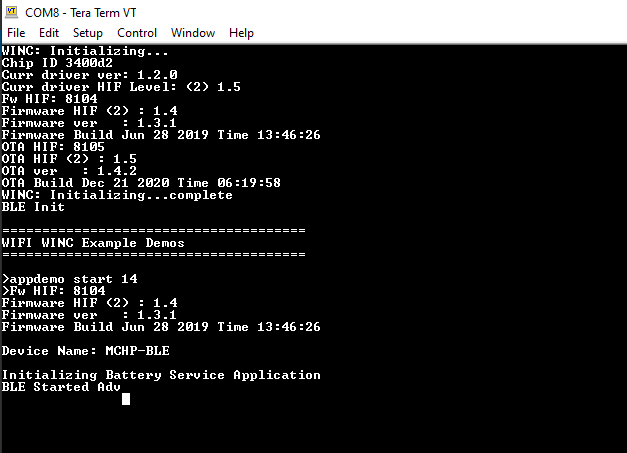 COM8 - Tera Term VT
File Edit Setup Control Window Help
WINC: Initializing...
Chip ID 3400d2
Curr driver ver: 1.2.0
Curr driver HIF Level: (2) 1.5
Fw HIF: 8104
Firmware HIF (2) : 1.4
Firmware ver   : 1.3.1
Firmware Build Jun 28 2019 Time 13:46:26
OTA HIF: 8105
OTA HIF (2) : 1.5
OTA ver   : 1.4.2
OTA Build Dec 21 2020 Time 06:19:58
WINC: Initializing...complete
BLE Init
======================================
WIFI WINC Example Demos
======================================
>appdemo start 14
>Fw HIF: 8104
Firmware HIF (2) : 1.4
Firmware ver   : 1.3.1
Firmware Build Jun 28 2019 Time 13:46:26
Device Name: MCHP-BLE
Initializing Battery Service Application
BLE Started Adv